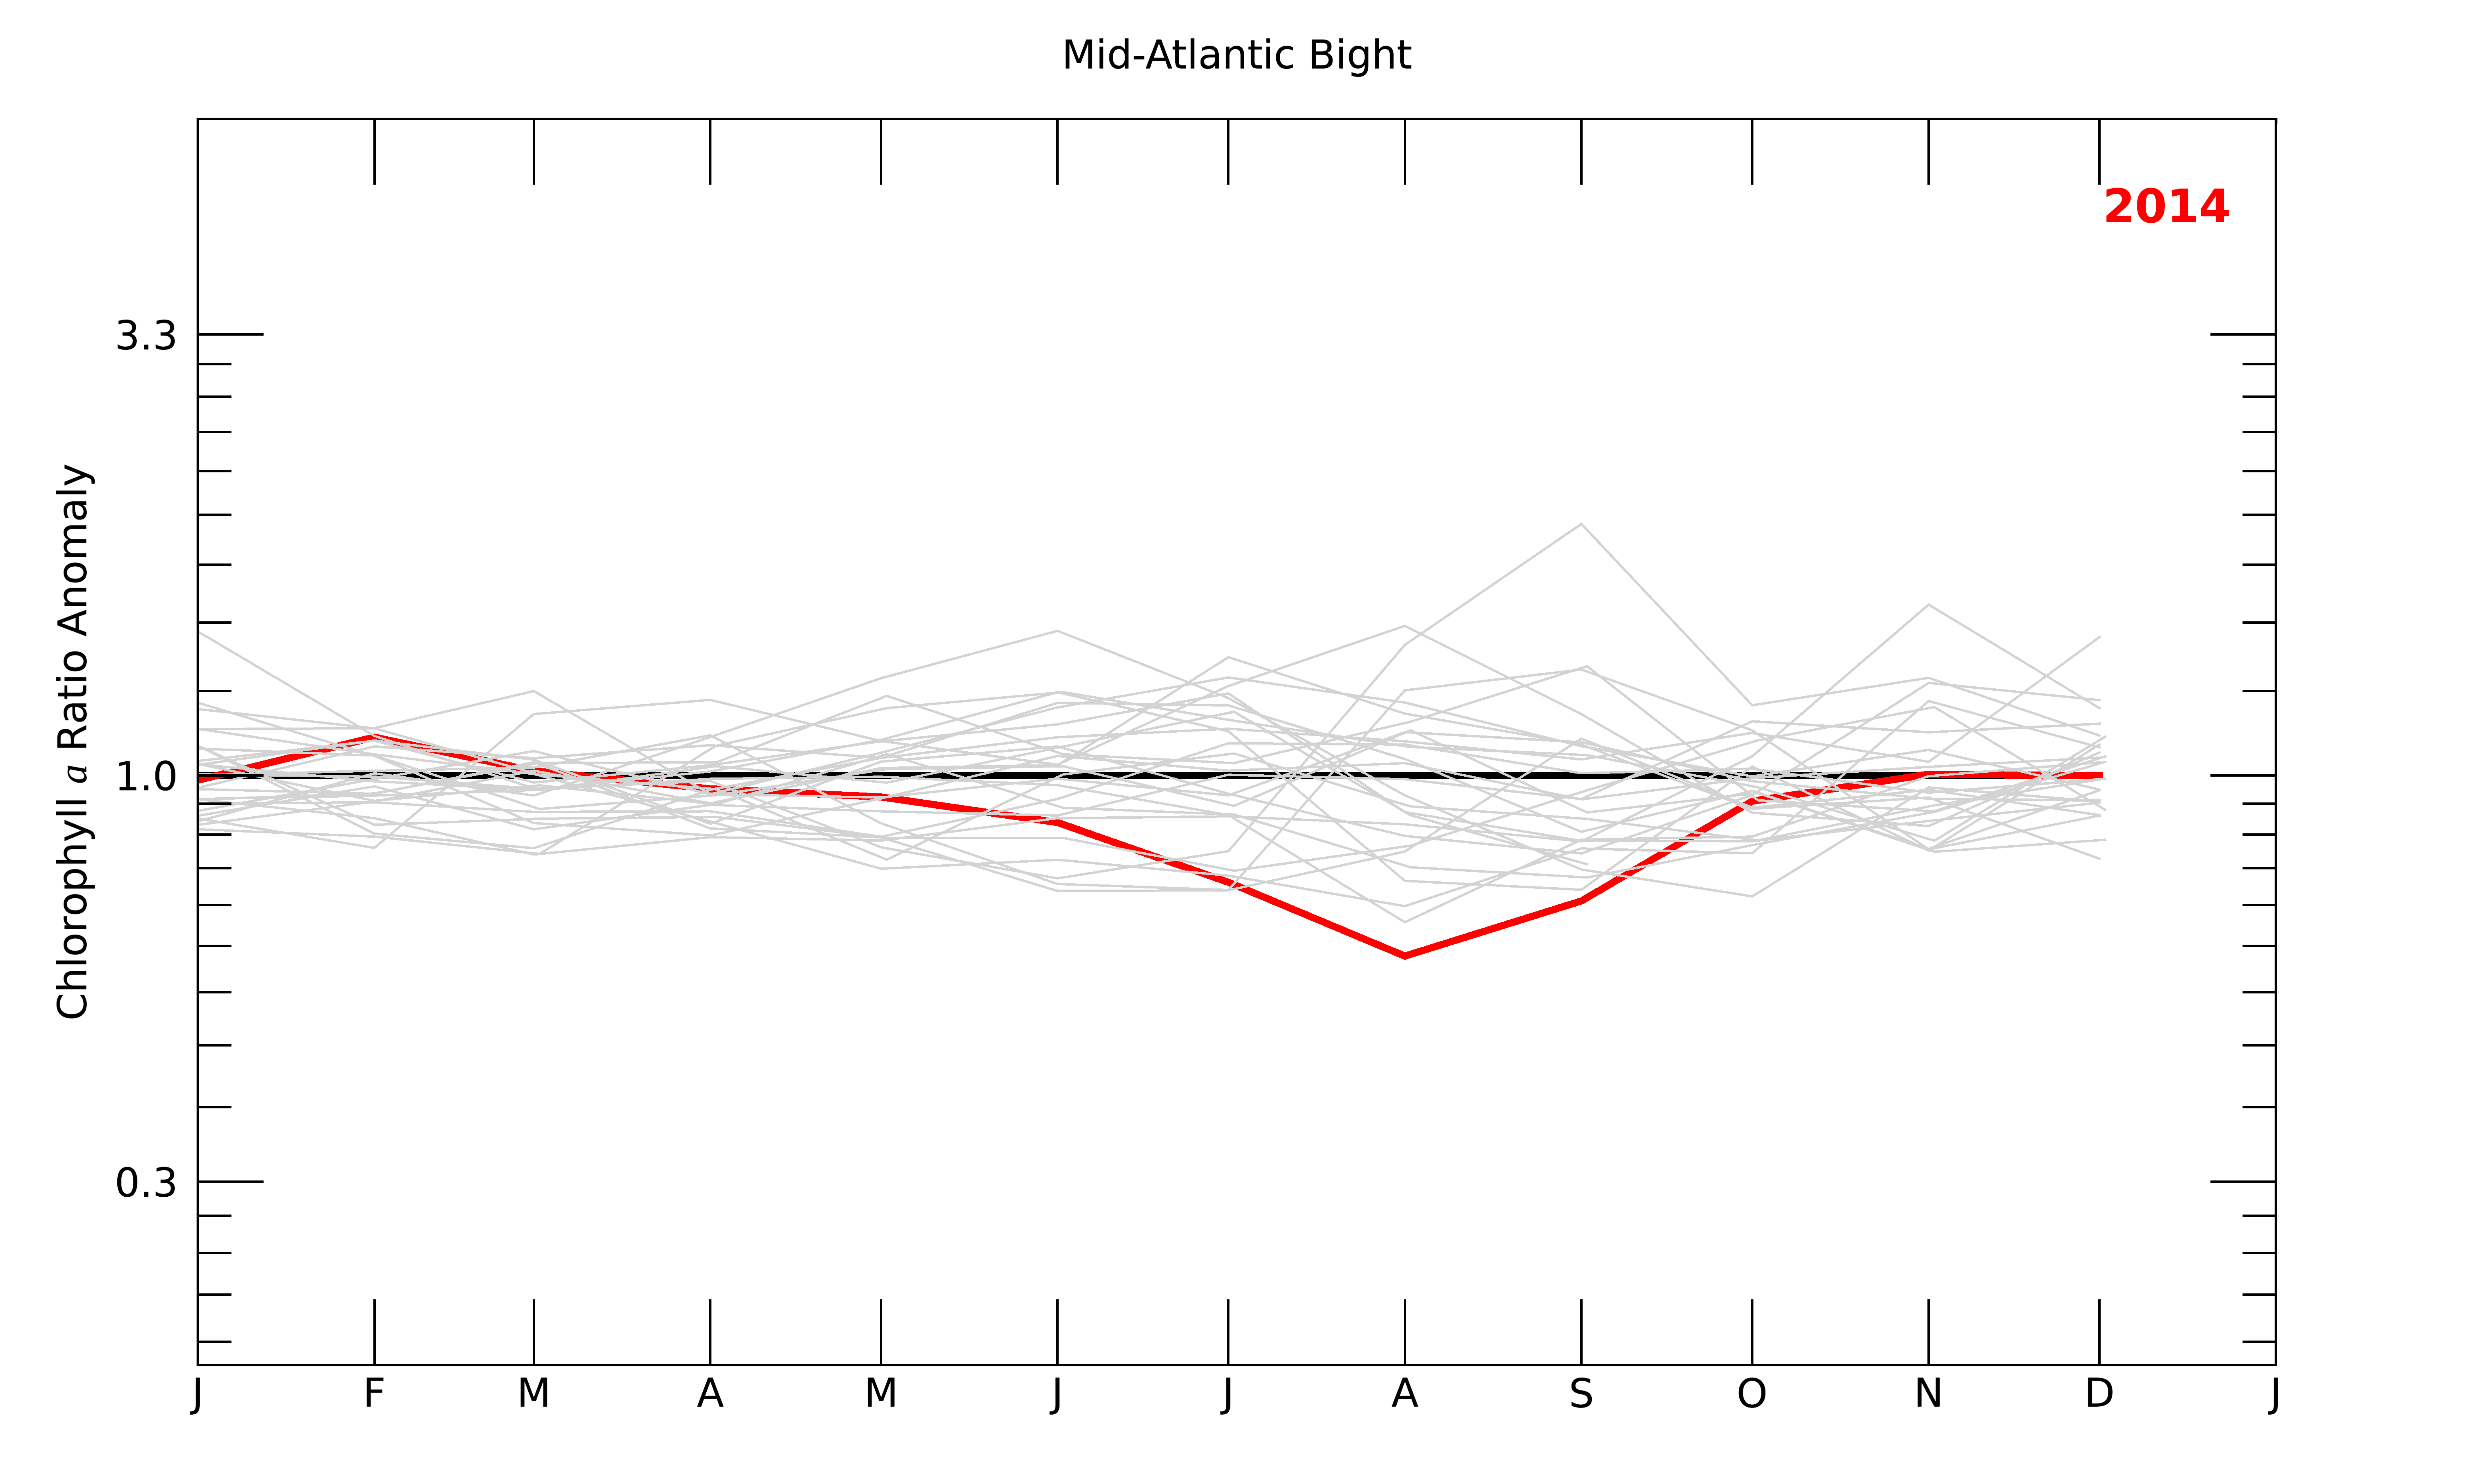 Mid-Atlantic Bight
2014
Chlorophyll a Ratio Anomaly
3.3
1.0
0.3
J F M A M J J A S O N D J